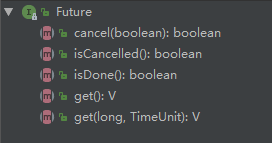 Future
cancel(boolean): boolean
isCancelled(): boolean
isDone(): boolean
get(): V
get(long, TimeUnit): V